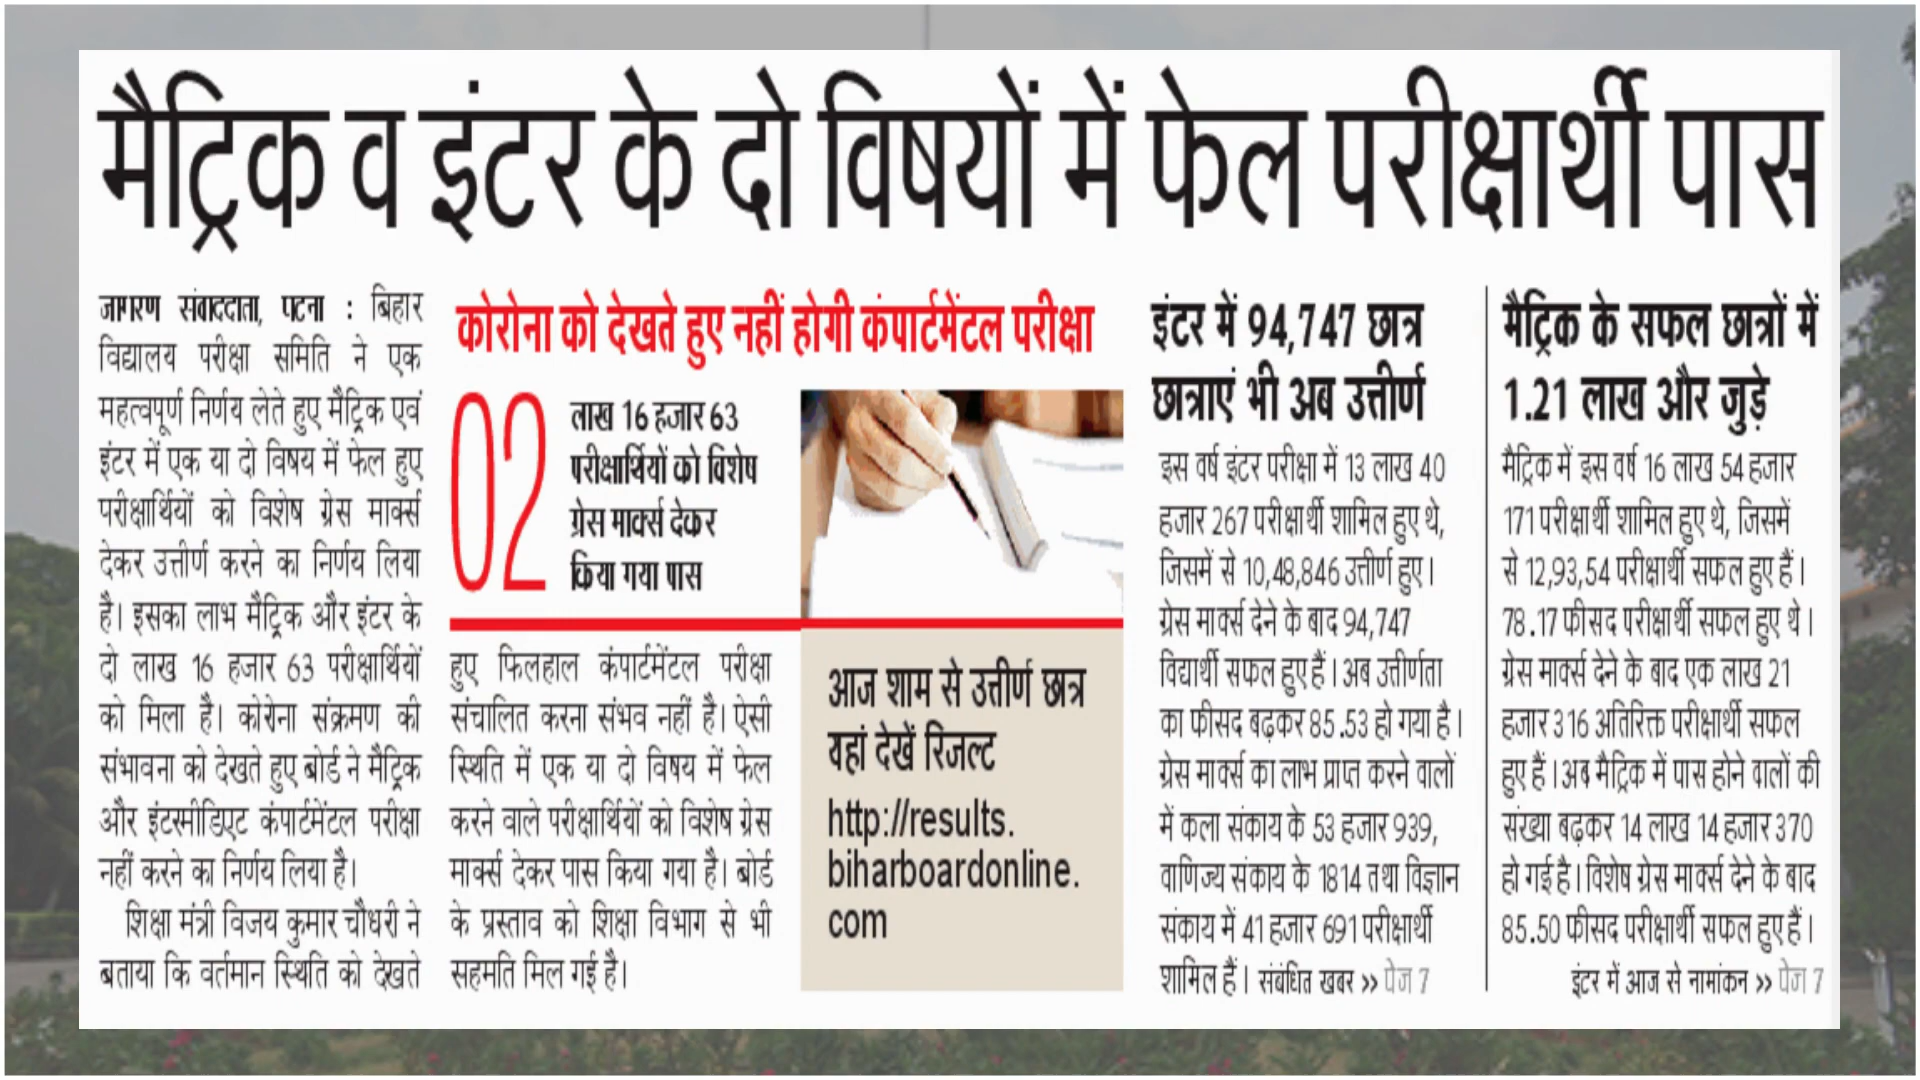 मैट्रिक व इंटर के दो विषयों में फेल परीक्षार्थी पास
जागरण संवाददाता, पटना : बिहार
विद्यालय परीक्षा समिति ने एक
महत्वपूर्ण निर्णय लेते हुए मैट्रिक एवं
इंटर में एक या दो विषय में फेल हुए
परीक्षार्थियों को विशेष ग्रेस मार्क्स
देकर उत्तीर्ण करने का निर्णय लिया
है। इसका लाभ मैट्रिक और इंटर के
दो लाख 16 हजार 63 परीक्षार्थियों
को मिला है। कोरोना संक्रमण की
संभावना को देखते हुए बोर्ड ने मैट्रिक
और इंटरमीडिएट कंपार्टमेंटल परीक्षा
नहीं करने का निर्णय लिया है।
शिक्षा मंत्री विजय कुमार चौधरी ने
बताया कि वर्तमान स्थिति को देखते
कोरोना को देखते हुए नहीं होगी कंपार्टमेंटल परीक्षा
02
लाख 16 हजार 63
परीक्षार्थियों को विशेष
ग्रेस मार्क्स देकर
किया गया पास
हुए फिलहाल कंपार्टमेंटल परीक्षा
संचालित करना संभव नहीं है। ऐसी
स्थिति में एक या दो विषय में फेल
करने वाले परीक्षार्थियों को विशेष ग्रेस
मार्क्स देकर पास किया गया है। बोर्ड
के प्रस्ताव को शिक्षा विभाग से भी
सहमति मिल गई है।
आज शाम से उत्तीर्ण छात्र
यहां देखें रिजल्ट
http://results.
biharboardonline.
com
इंटर में 94,747 छात्र
छात्राएं भी अब उत्तीर्ण
इस वर्ष इंटर परीक्षा में 13 लाख 40
हजार 267 परीक्षार्थी शामिल हुए थे,
जिसमें से 10,48,846 उत्तीर्ण हुए।
ग्रेस मार्क्स देने के बाद 94,747
विद्यार्थी सफल हुए हैं। अब उत्तीर्णता
का फीसद बढ़कर 85.53 हो गया है।
ग्रेस मार्क्स का लाभ प्राप्त करने वालों
में कला संकाय के 53 हजार 939,
वाणिज्य संकाय के 1814 तथा विज्ञान
संकाय में 41 हजार 691 परीक्षार्थी
शामिल हैं। संबंधित खबर >> पेज 7
मैट्रिक के सफल छात्रों में
1.21 लाख और जुड़े
मैट्रिक में इस वर्ष 16 लाख 54 हजार
171 परीक्षार्थी शामिल हुए थे, जिसमें
से 12,93,54 परीक्षार्थी सफल हुए हैं।
78.17 फीसद परीक्षार्थी सफल हुए थे।
ग्रेस मार्क्स देने के बाद एक लाख 21
हजार 316 अतिरिक्त परीक्षार्थी सफल
हुए हैं। अब मैट्रिक में पास होने वालों की
संख्या बढ़कर 14 लाख 14 हजार 370
हो गई है। विशेष ग्रेस मार्क्स देने के बाद
85.50 फीसद परीक्षार्थी सफल हुए हैं।
इंटर में आज से नामांकन >> पेज 7